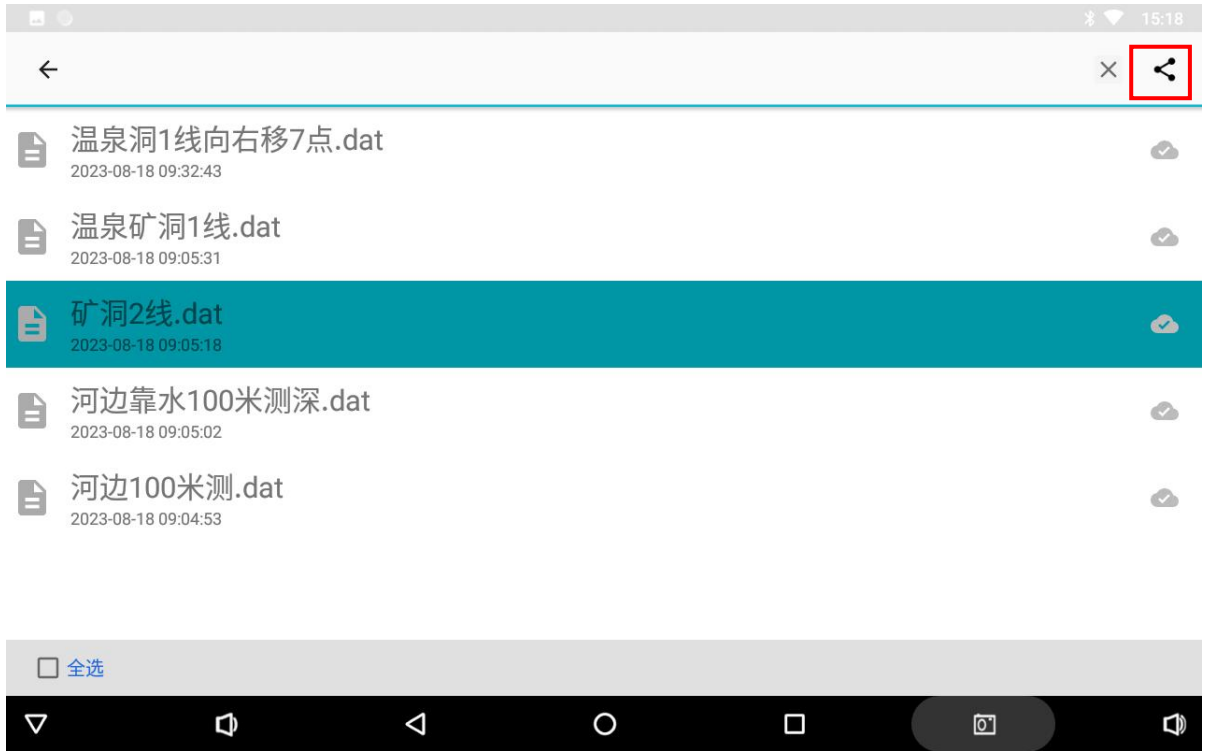 15:18
温泉洞1线向右移7点.dat
2023-08-18 09:32:43
温泉矿洞1线.dat
2023-08-18 09:05:31
矿洞2线.dat
2023-08-18 09:05:18
河边靠水100米测深.dat
2023-08-18 09:05:02
河边100米测.dat
2023-08-18 09:04:53
全选